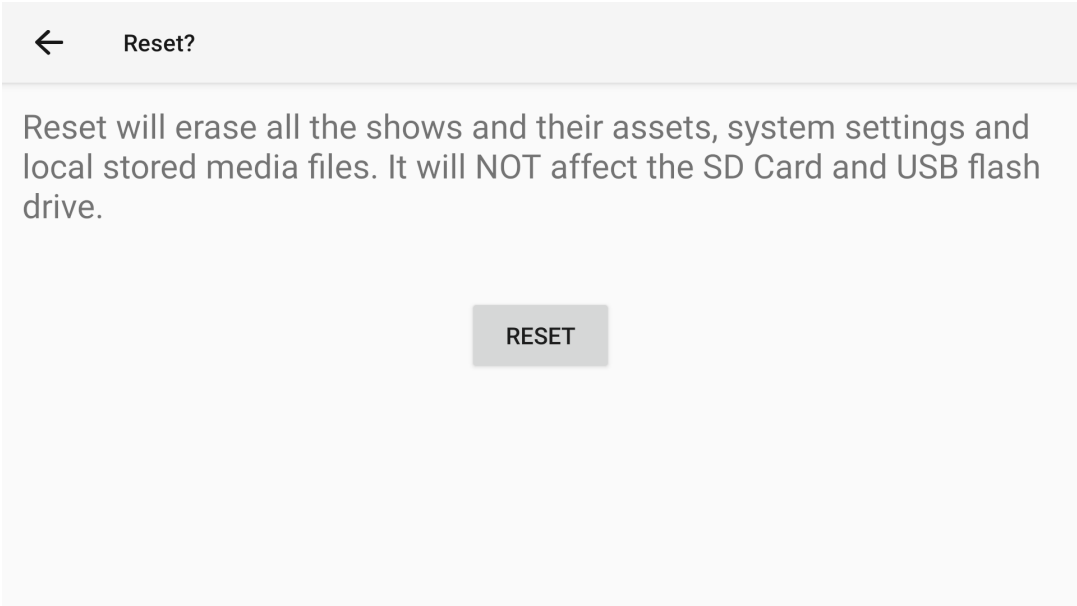 Reset?
Reset will erase all the shows and their assets, system settings and
local stored media files. It will NOT affect the SD Card and USB flash
drive.
RESET